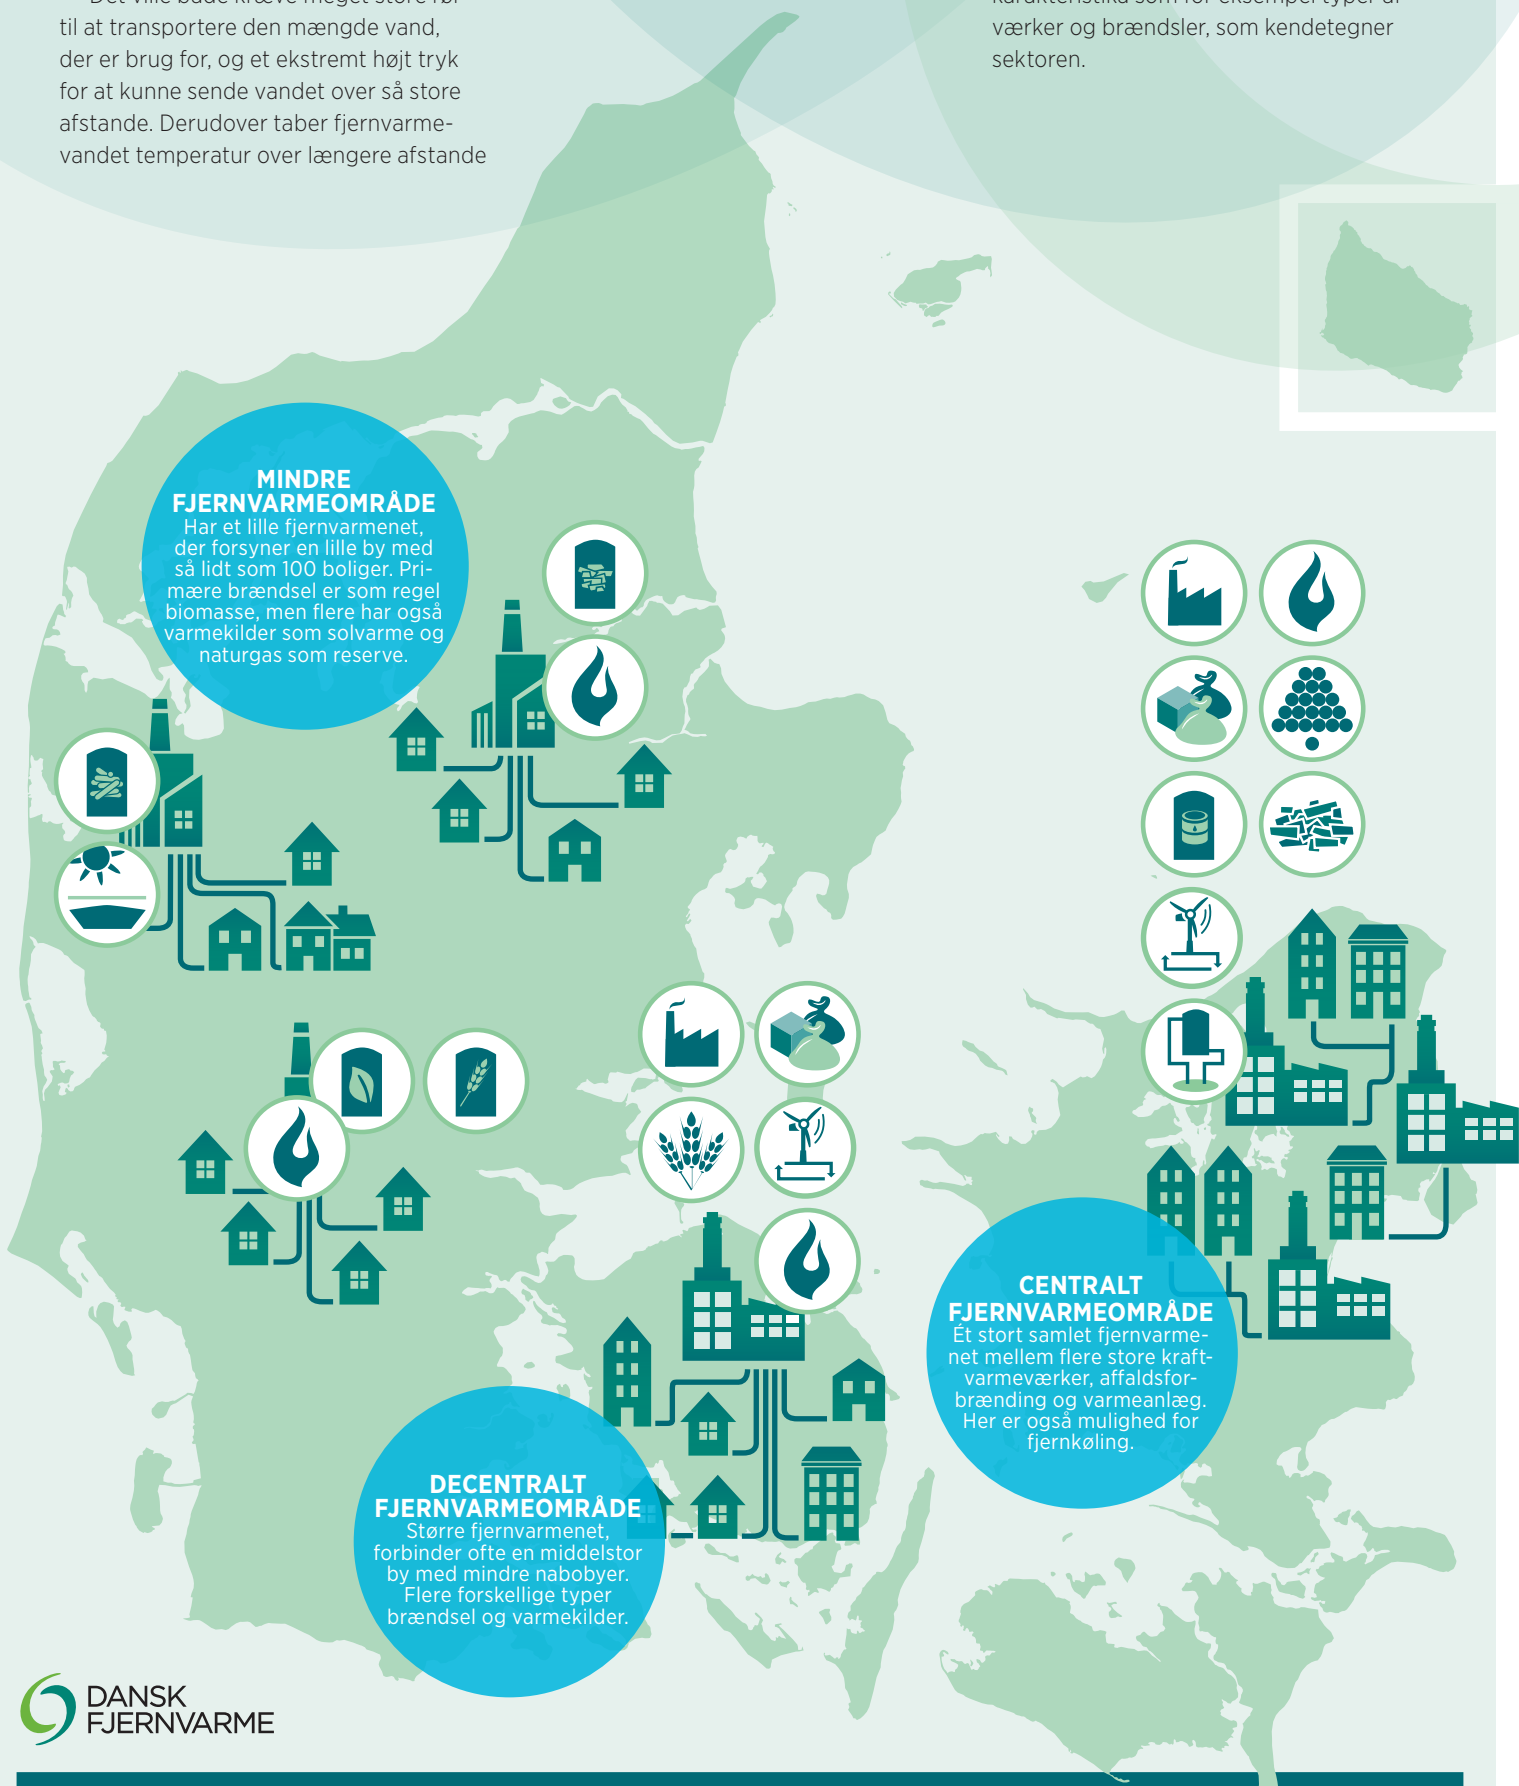 til at transportere den mængde vand,
der er brug for, og et ekstremt højt tryk
for at kunne sende vandet over så store
afstande. Derudover taber fjernvarme-
vandet temperatur over længere afstande
værker og brændsler, som kendetegner
sektoren.
MINDRE
FJERNVARMEOMRÅDE
Har et lille fjernvarmenet,
der forsyner en lille by med
så lidt som 100 boliger. Pri-
mære brændsel er som regel
biomasse, men flere har også
varmekilder som solvarme og
naturgas som reserve.
CENTRALT
FJERNVARMEOMRÅDE
Ét stort samlet fjernvarme-
net mellem flere store kraft-
varmeværker, affaldsfor-
brænding og varmeanlæg.
Her er også mulighed for
fjernkøling.
DECENTRALT
FJERNVARMEOMRÅDE
Større fjernvarmenet,
forbinder ofte en middelstor
by med mindre nabobyer.
Flere forskellige typer
brændsel og varmekilder.
DANSK
FJERNVARME